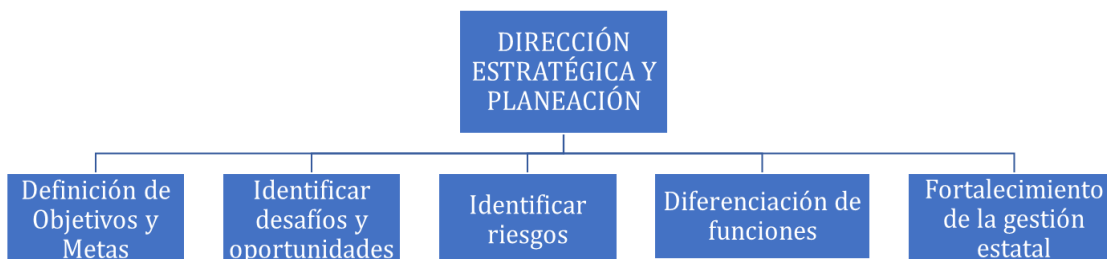 DIRECCIÓN
ESTRATÉGICA Y
PLANEACIÓN
Definición de
Objetivos y
Metas
Identificar
desafíos y
oportunidades
Identificar
riesgos
Diferenciación de
funciones
Fortalecimiento
de la gestión
estatal